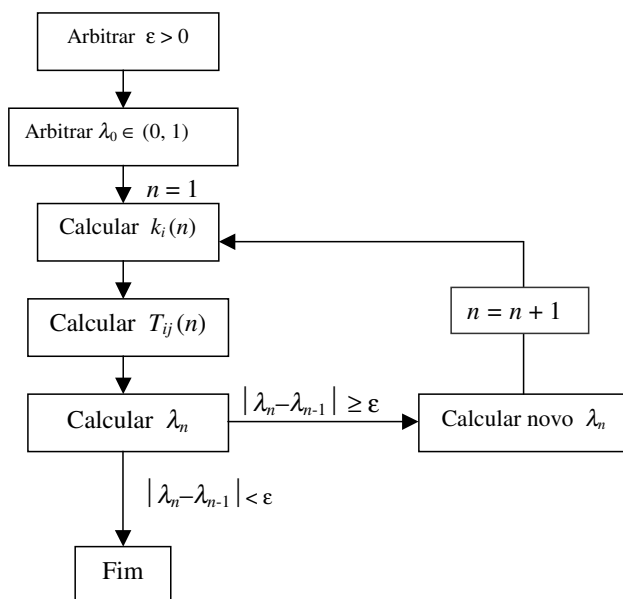 Arbitrar ε > 0
Arbitrar λ₀ ∈ (0, 1)
n = 1
Calcular kᵢ(n)
n = n + 1
Calcular Tᵢⱼ(n)
Calcular λₙ
|λₙ–λₙ₋₁| ≥ ε
Calcular novo λₙ
|λₙ–λₙ₋₁| < ε
Fim